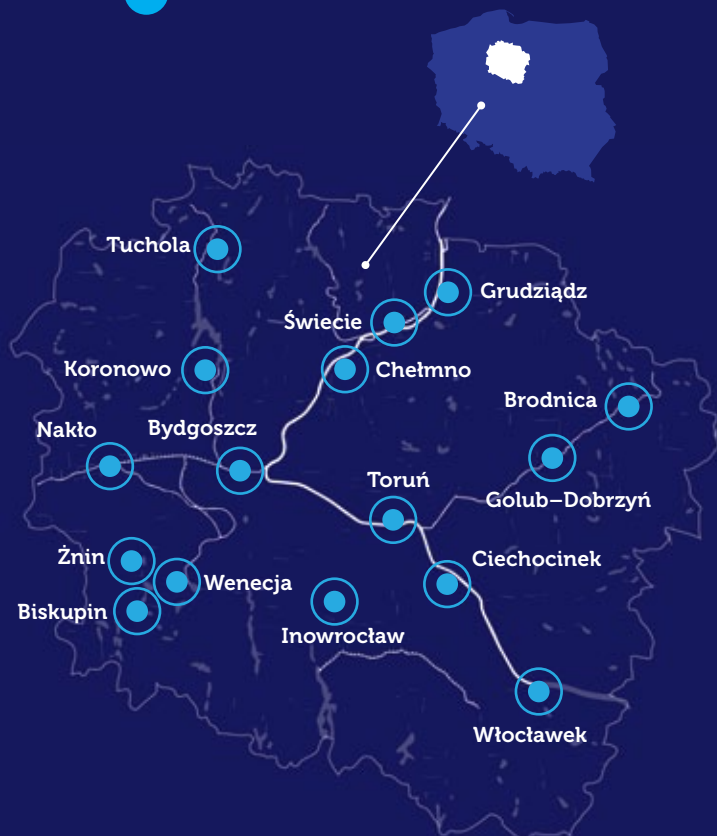 Tuchola
Grudziądz
Świecie
Koronowo
Chełmno
Brodnica
Nakło
Bydgoszcz
Toruń
Golub–Dobrzyń
Żnin
Ciechocinek
Wenecja
Biskupin
Inowrocław
Włocławek